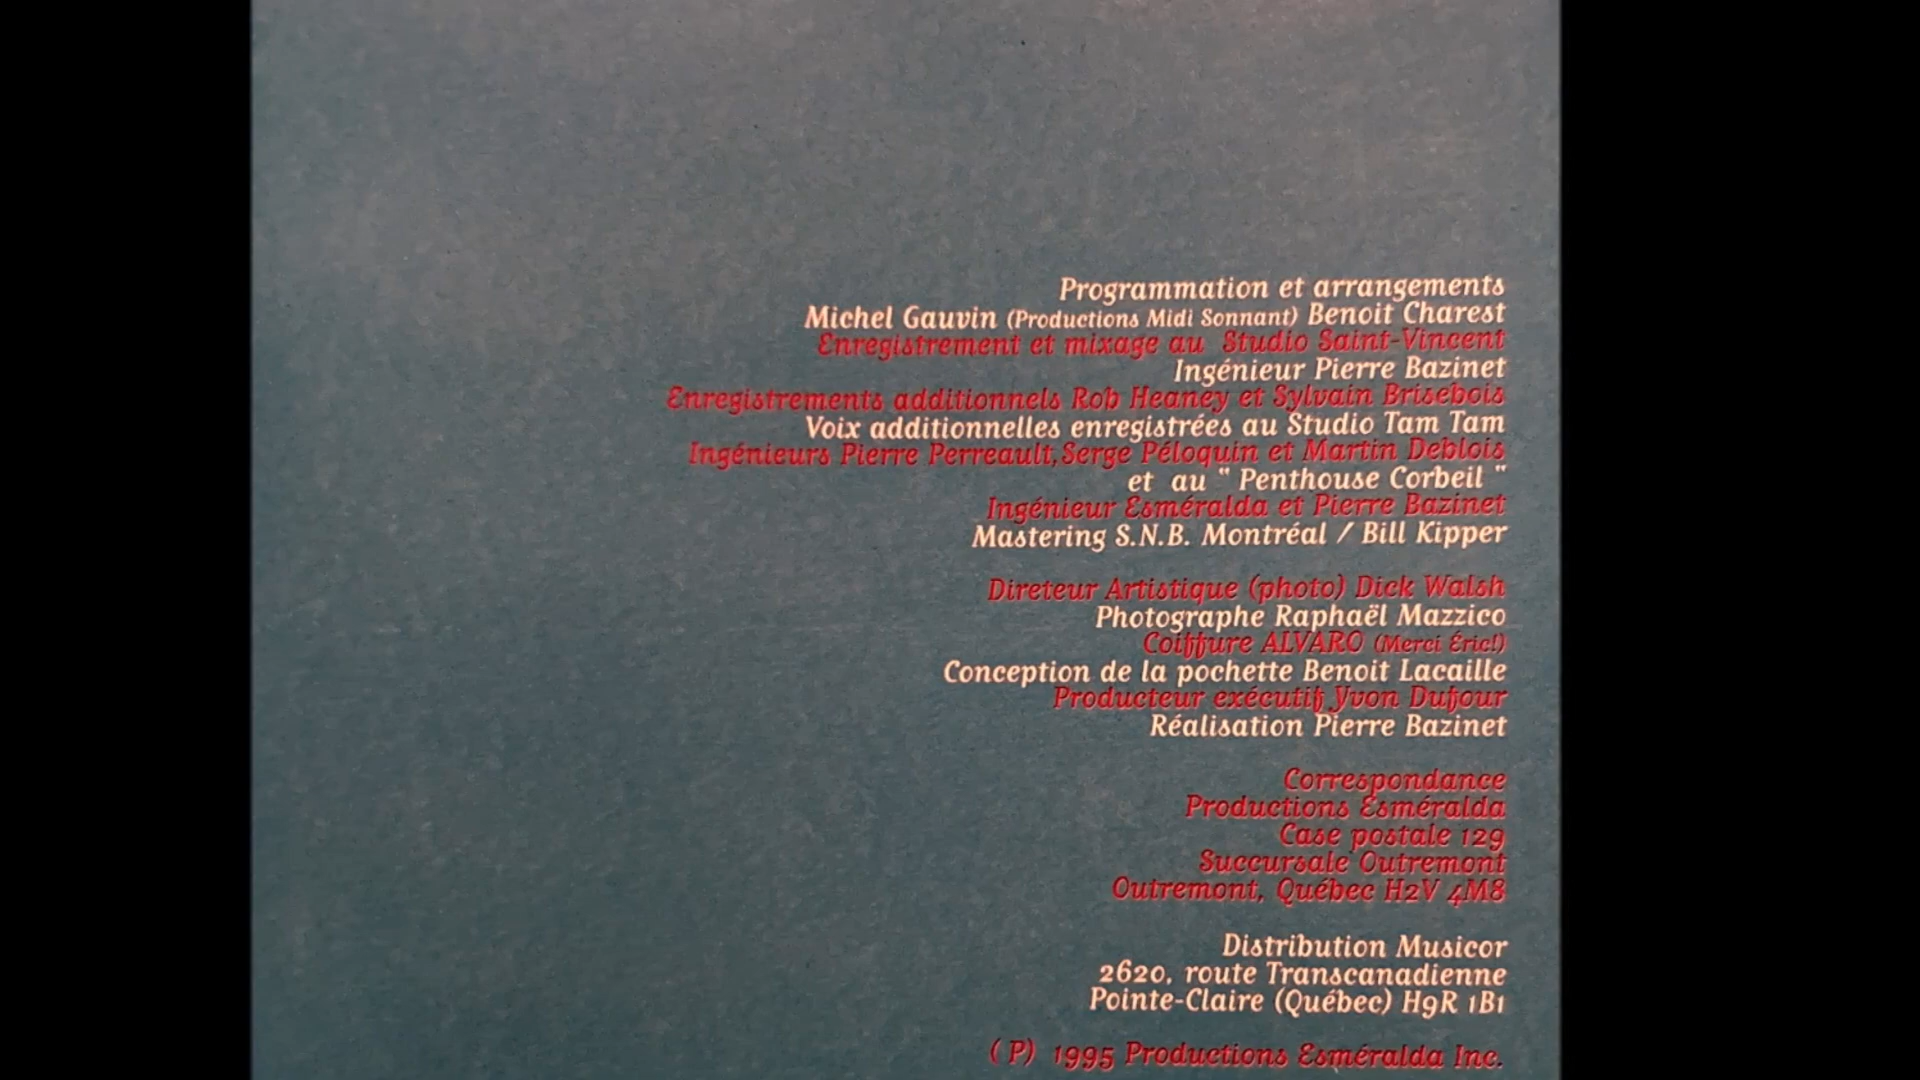 Programmation et arrangements
Michel Gauvin (Productions Midi Sonnant) Benoit Charest
Enregistrement et mixage au Studio Saint-Vincent
Ingénieur Pierre Bazinet
Enregistrements additionnels Rob Heaney et Sylvain Brisebois
Voix additionnelles enregistrées au Studio Tam Tam
Ingénieurs Pierre Perreault, Serge Péloquin et Martin Deblois
et au " Penthouse Corbeil "
Ingénieur Esméralda et Pierre Bazinet
Mastering S.N.B. Montréal / Bill Kipper
Direteur Artistique (photo) Dick Walsh
Photographe Raphaël Mazzico
Coiffure ALVARO (Merci Éric!)
Conception de la pochette Benoit Lacaille
Producteur exécutif Yvon Dufour
Réalisation Pierre Bazinet
Correspondance
Productions Esméralda
Case postale 129
Succursale Outremont
Outremont, Québec H2V 4M8
Distribution Musicor
2620, route Transcanadienne
Pointe-Claire (Québec) H9R 1B1
( P) 1995 Productions Esméralda Inc.